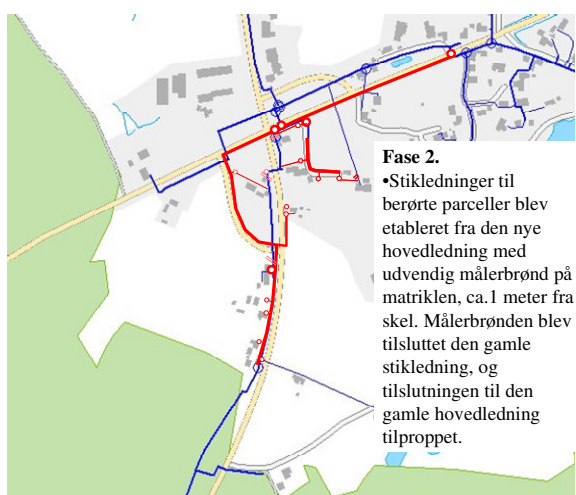 Fase 2.
•Stikledninger til
berørte parceller blev
etableret fra den nye
hovedledning med
udvendig målerbrønd på
matriklen, ca.1 meter fra
skel. Målerbrønden blev
tilsluttet den gamle
stikledning, og
tilslutningen til den
gamle hovedledning
tilproppet.